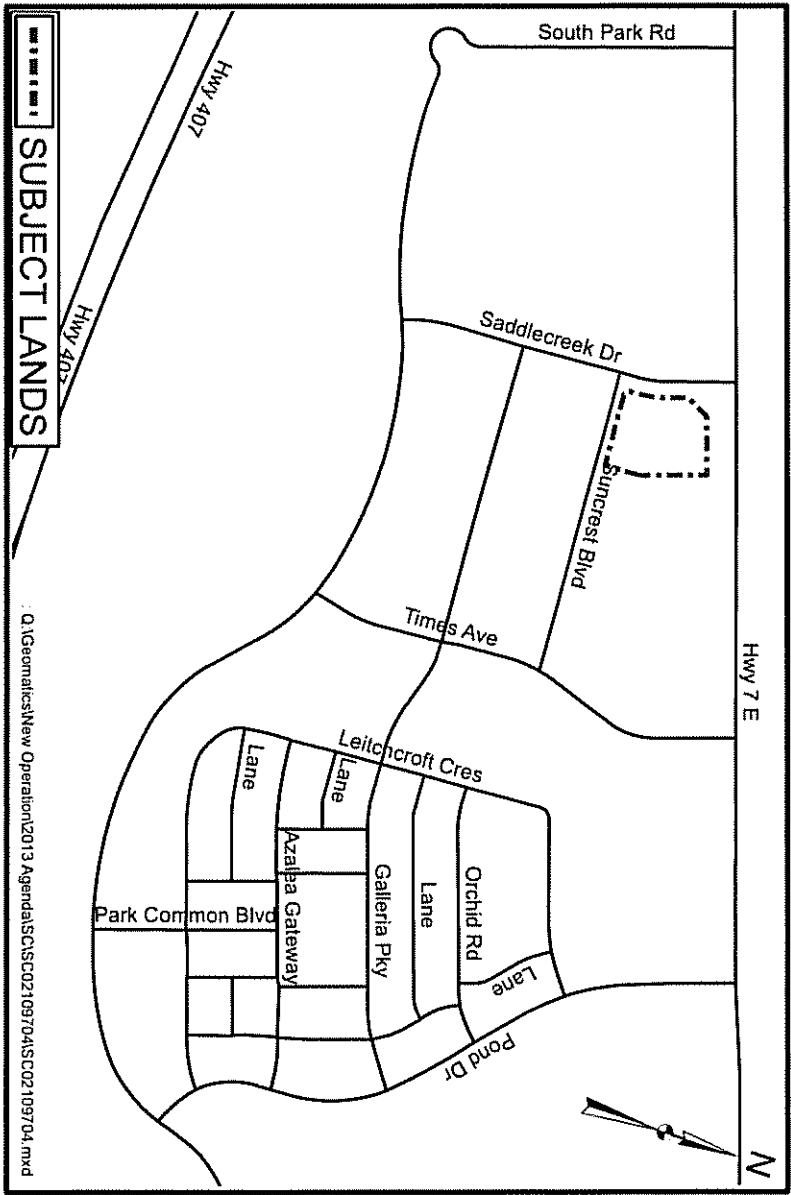 South Park Rd
Hwy 407
Saddlecreek Dr
Hwy 407
SUBJECT LANDS
Suncrest Blvd
Times Ave
Hwy 7 E
Leitchcroft Cres
Lane
Lane
Azalea Gateway
Galleria Pky
Lane
Orchid Rd
Park Common Blvd
Lane
Pond Dr
N
: Q:\Geomatics\New Operation\2013 Agenda\SC\SC02109704\SC02109704.mxd